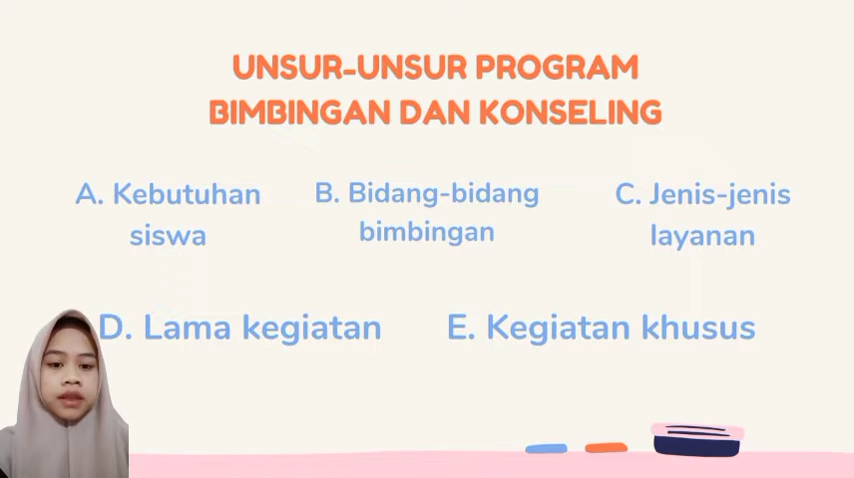 UNSUR-UNSUR PROGRAM
BIMBINGAN DAN KONSELING
A. Kebutuhan
siswa
B. Bidang-bidang
bimbingan
C. Jenis-jenis
layanan
D. Lama kegiatan
E. Kegiatan khusus